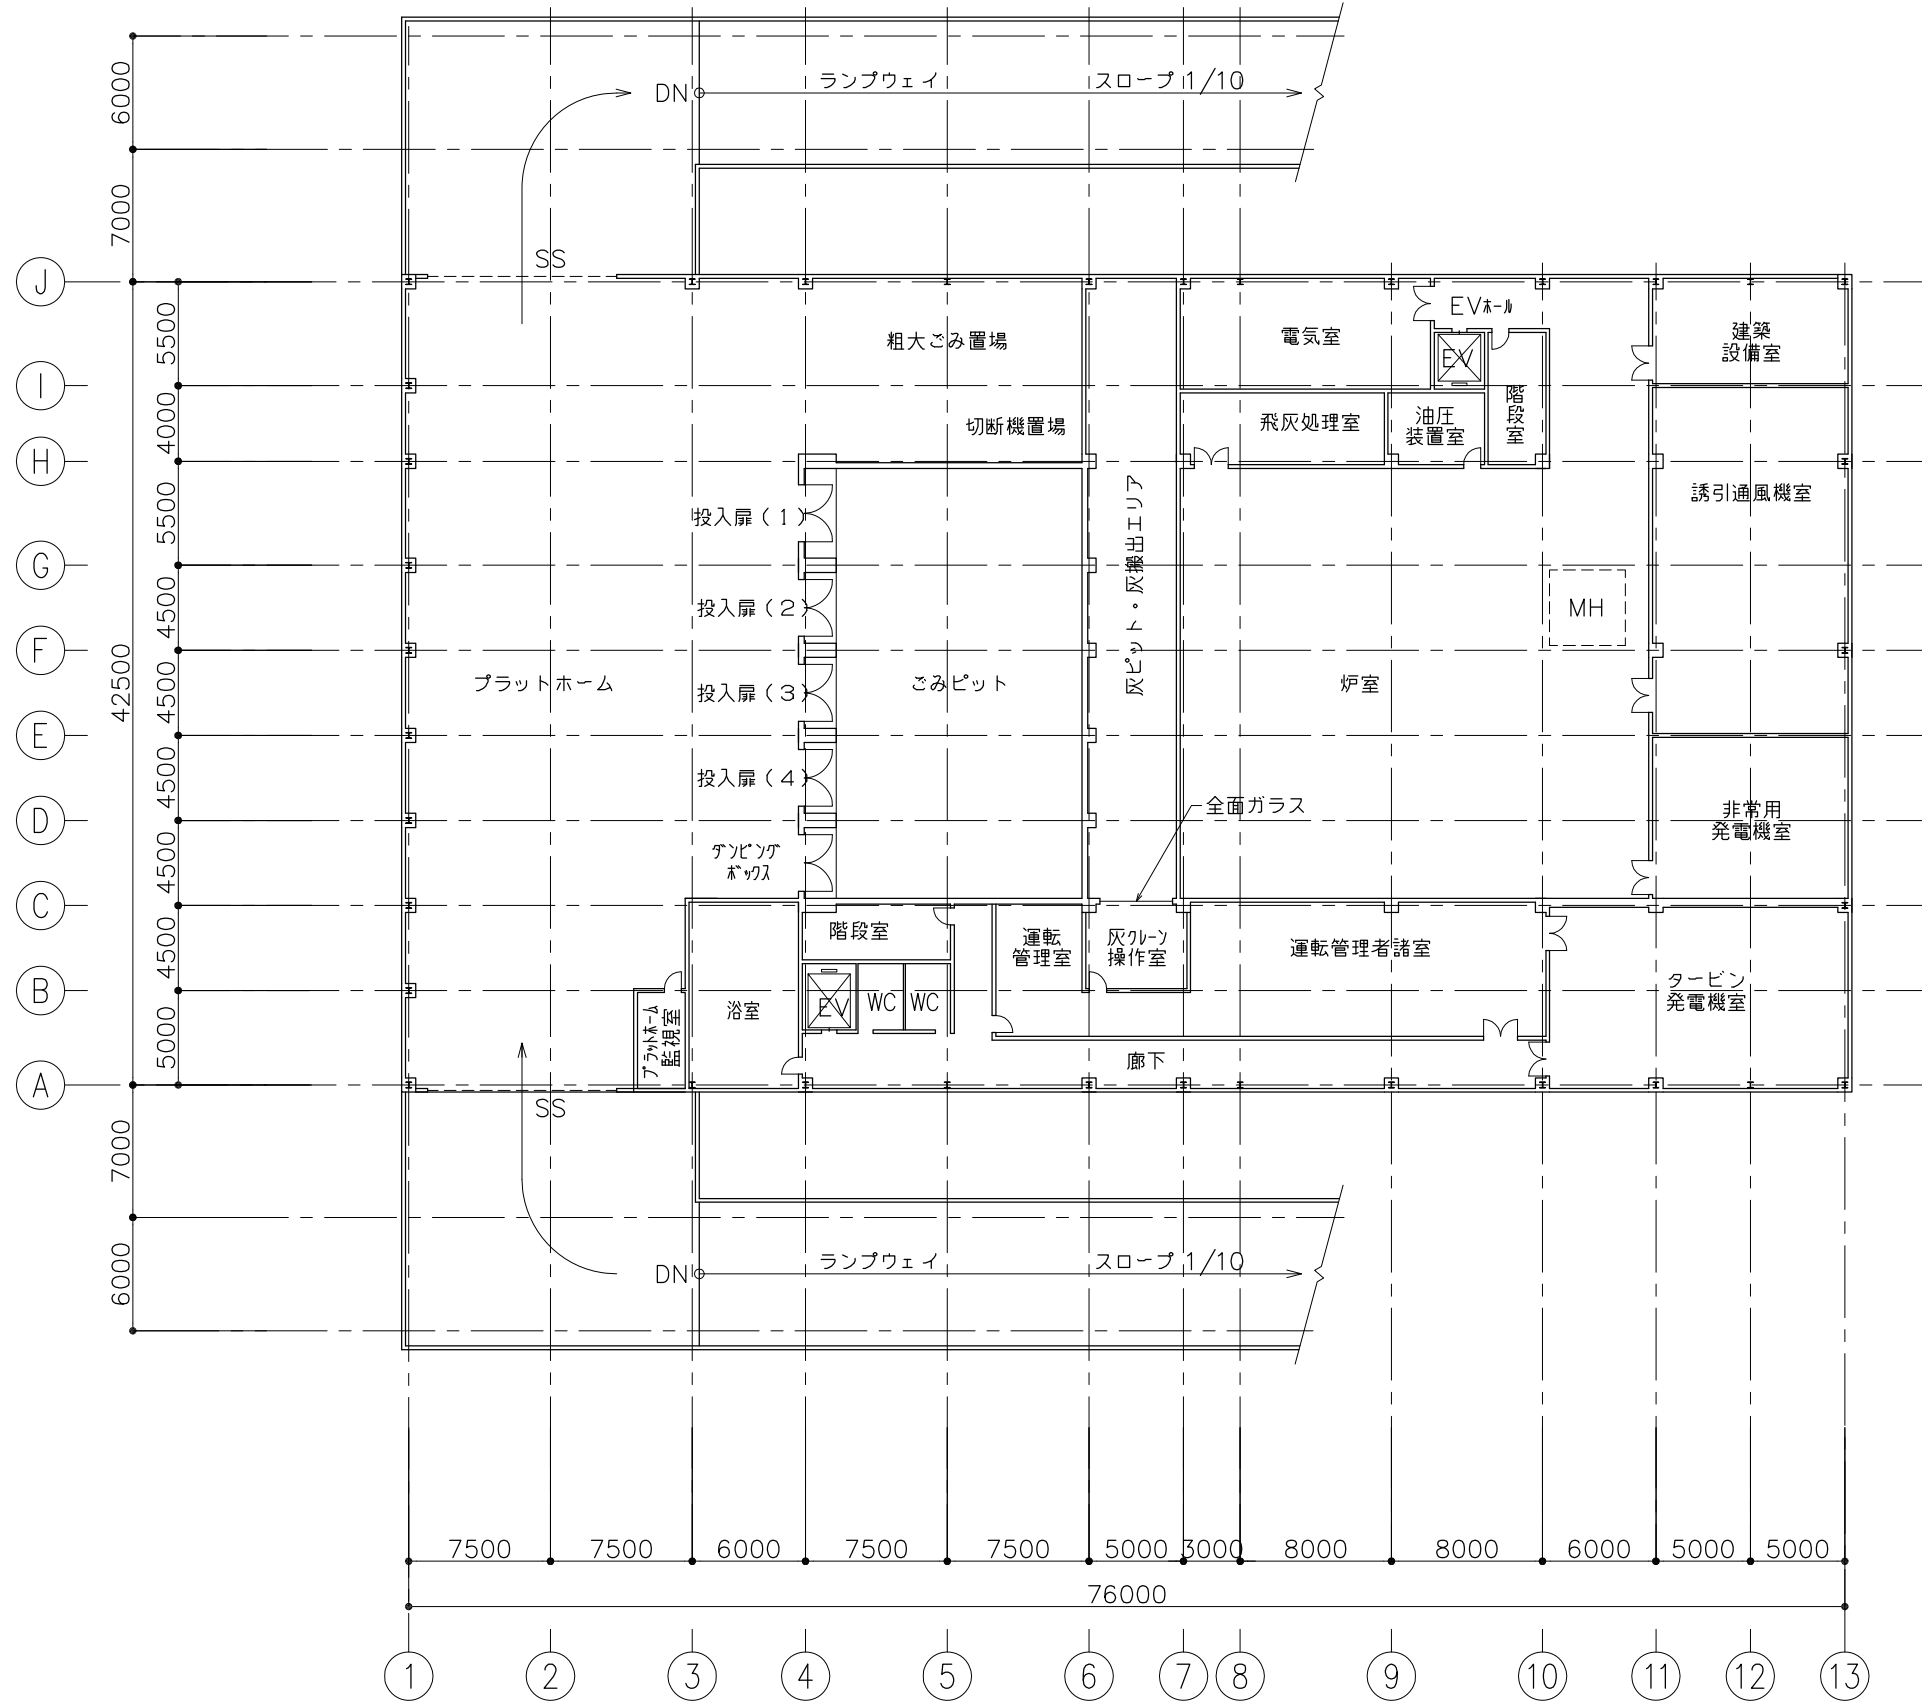 6000
ランプウェイ
スロープ 1/10
DN
7000
SS
J
5500
粗大ごみ置場
電気室
EVホール
EV
建築
設備室
I
4000
切断機置場
飛灰処理室
油圧
装置室
階段室
H
5500
投入扉（1）
灰ピット・灰搬出エリア
誘引通風機室
G
4500
投入扉（2）
MH
F
42500
4500
プラットホーム
投入扉（3）
ごみピット
炉室
E
4500
投入扉（4）
全面ガラス
非常用
発電機室
D
4500
ダンピング
ボックス
C
4500
階段室
運転
管理室
灰クレーン
操作室
運転管理者諸室
タービン
発電機室
B
5000
プラットホーム
監視室
浴室
EV
WC
WC
廊下
A
SS
7000
ランプウェイ
スロープ 1/10
DN
6000
7500 7500 6000 7500 7500 5000 3000 8000 8000 6000 5000 5000
76000
1 2 3 4 5 6 7 8 9 10 11 12 13